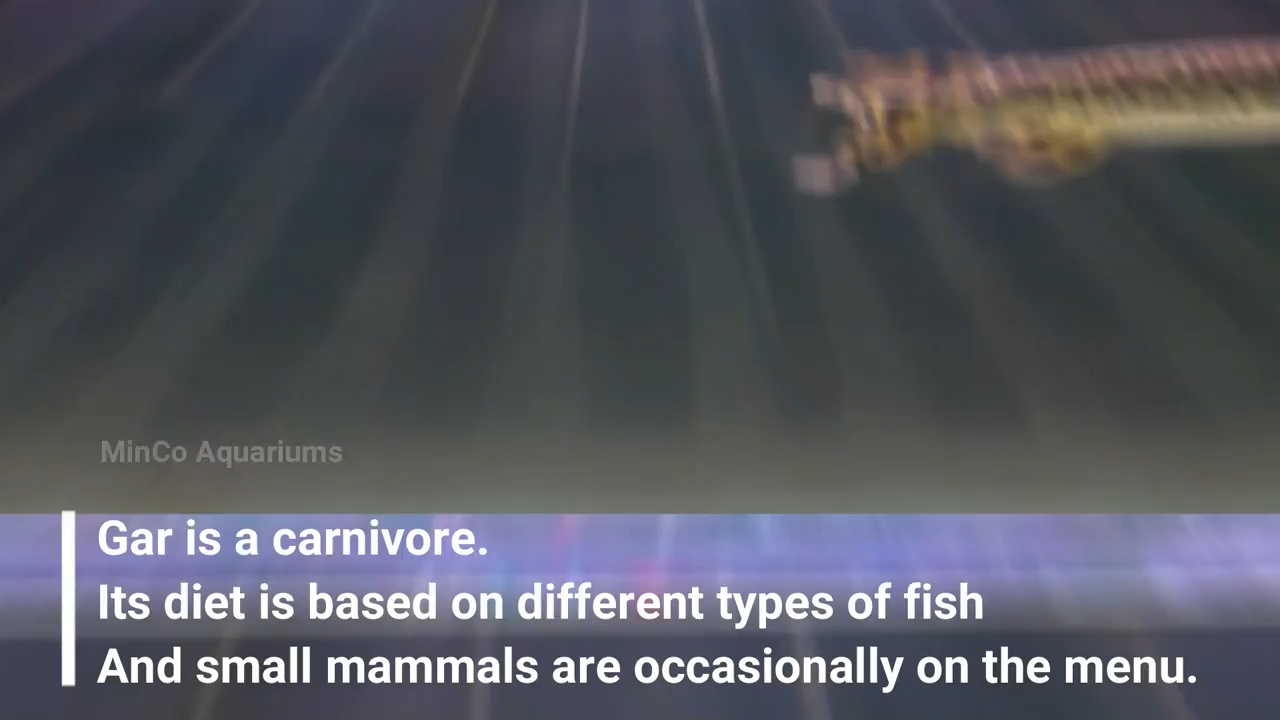 MinCo Aquariums
Gar is a carnivore.
Its diet is based on different types of fish
And small mammals are occasionally on the menu.